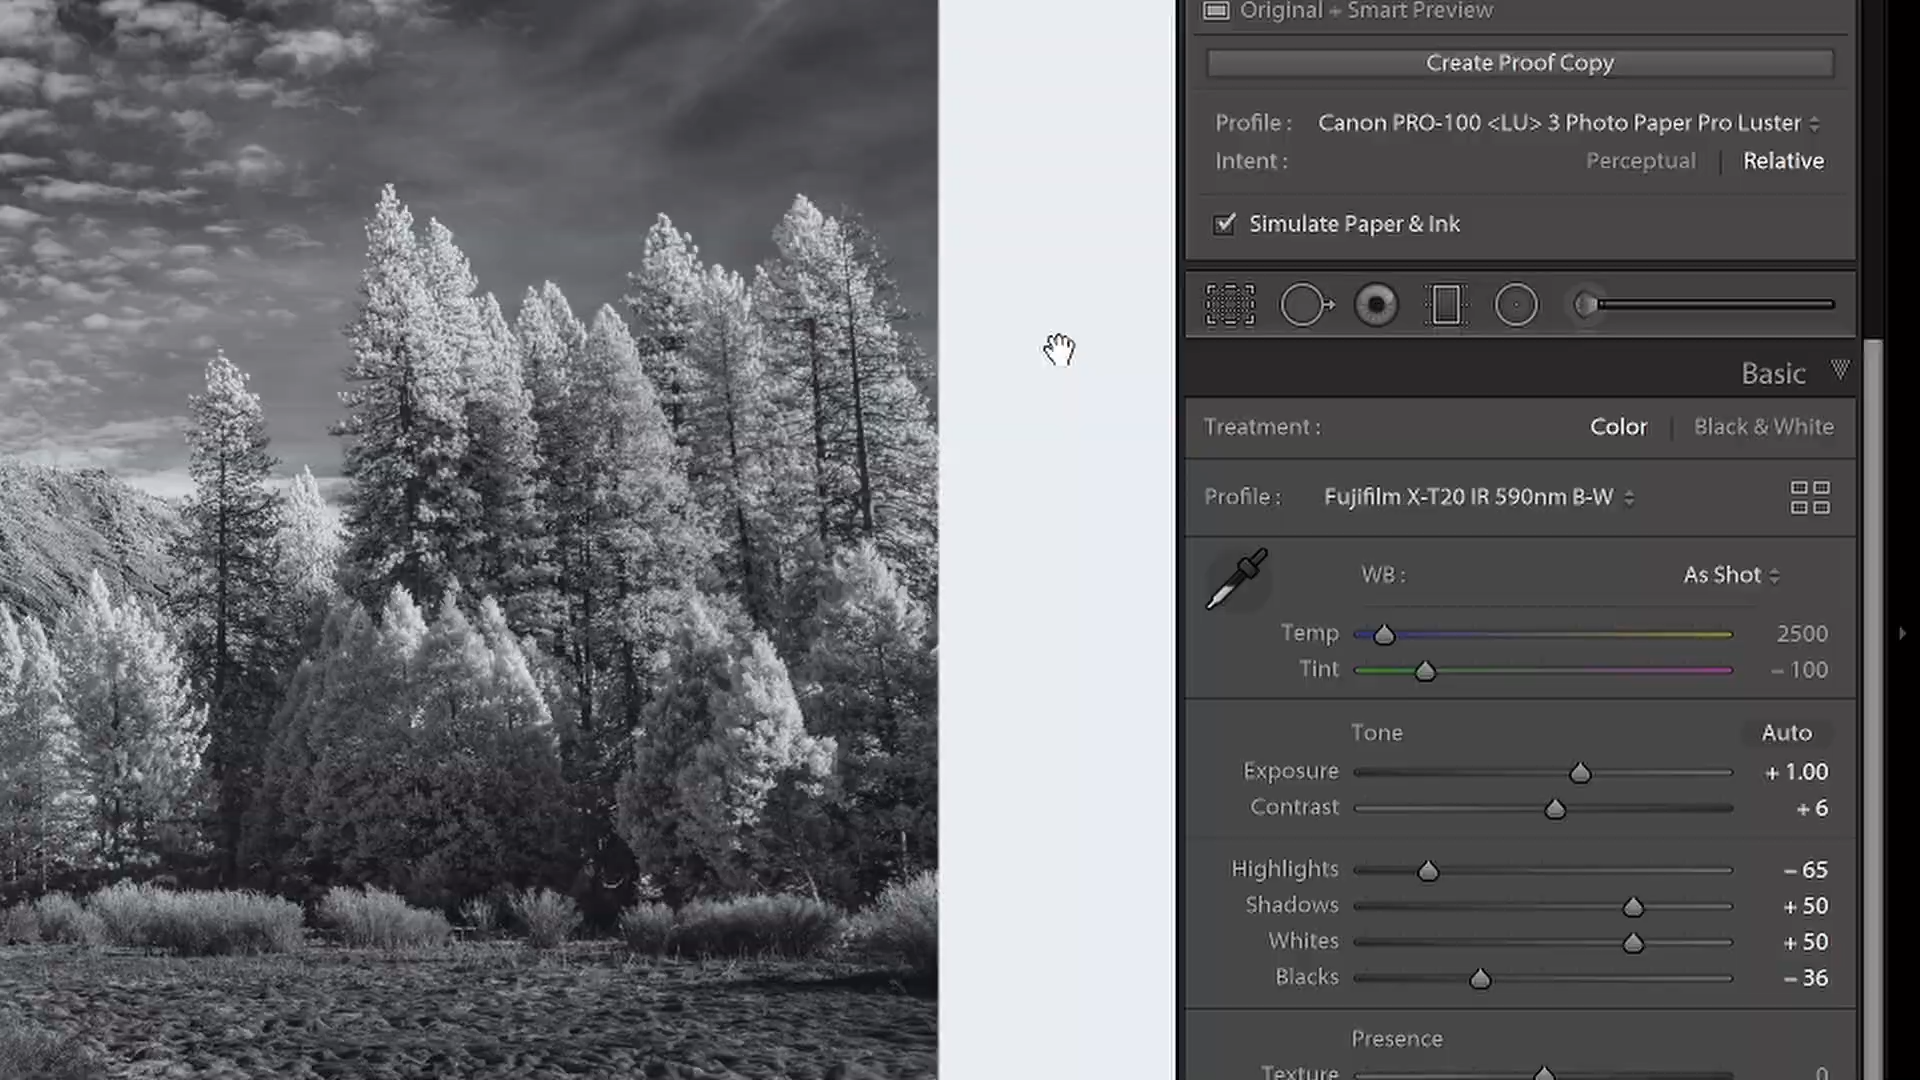 Original + Smart Preview
Create Proof Copy
Profile : Canon PRO-100 <LU> 3 Photo Paper Pro Luster
Intent : Perceptual | Relative
Simulate Paper & Ink
Basic
Treatment : Color | Black & White
Profile : Fujifilm X-T20 IR 590nm B-W
WB : As Shot
Temp 2500
Tint – 100
Tone Auto
Exposure + 1.00
Contrast + 6
Highlights – 65
Shadows + 50
Whites + 50
Blacks – 36
Presence
Texture 0